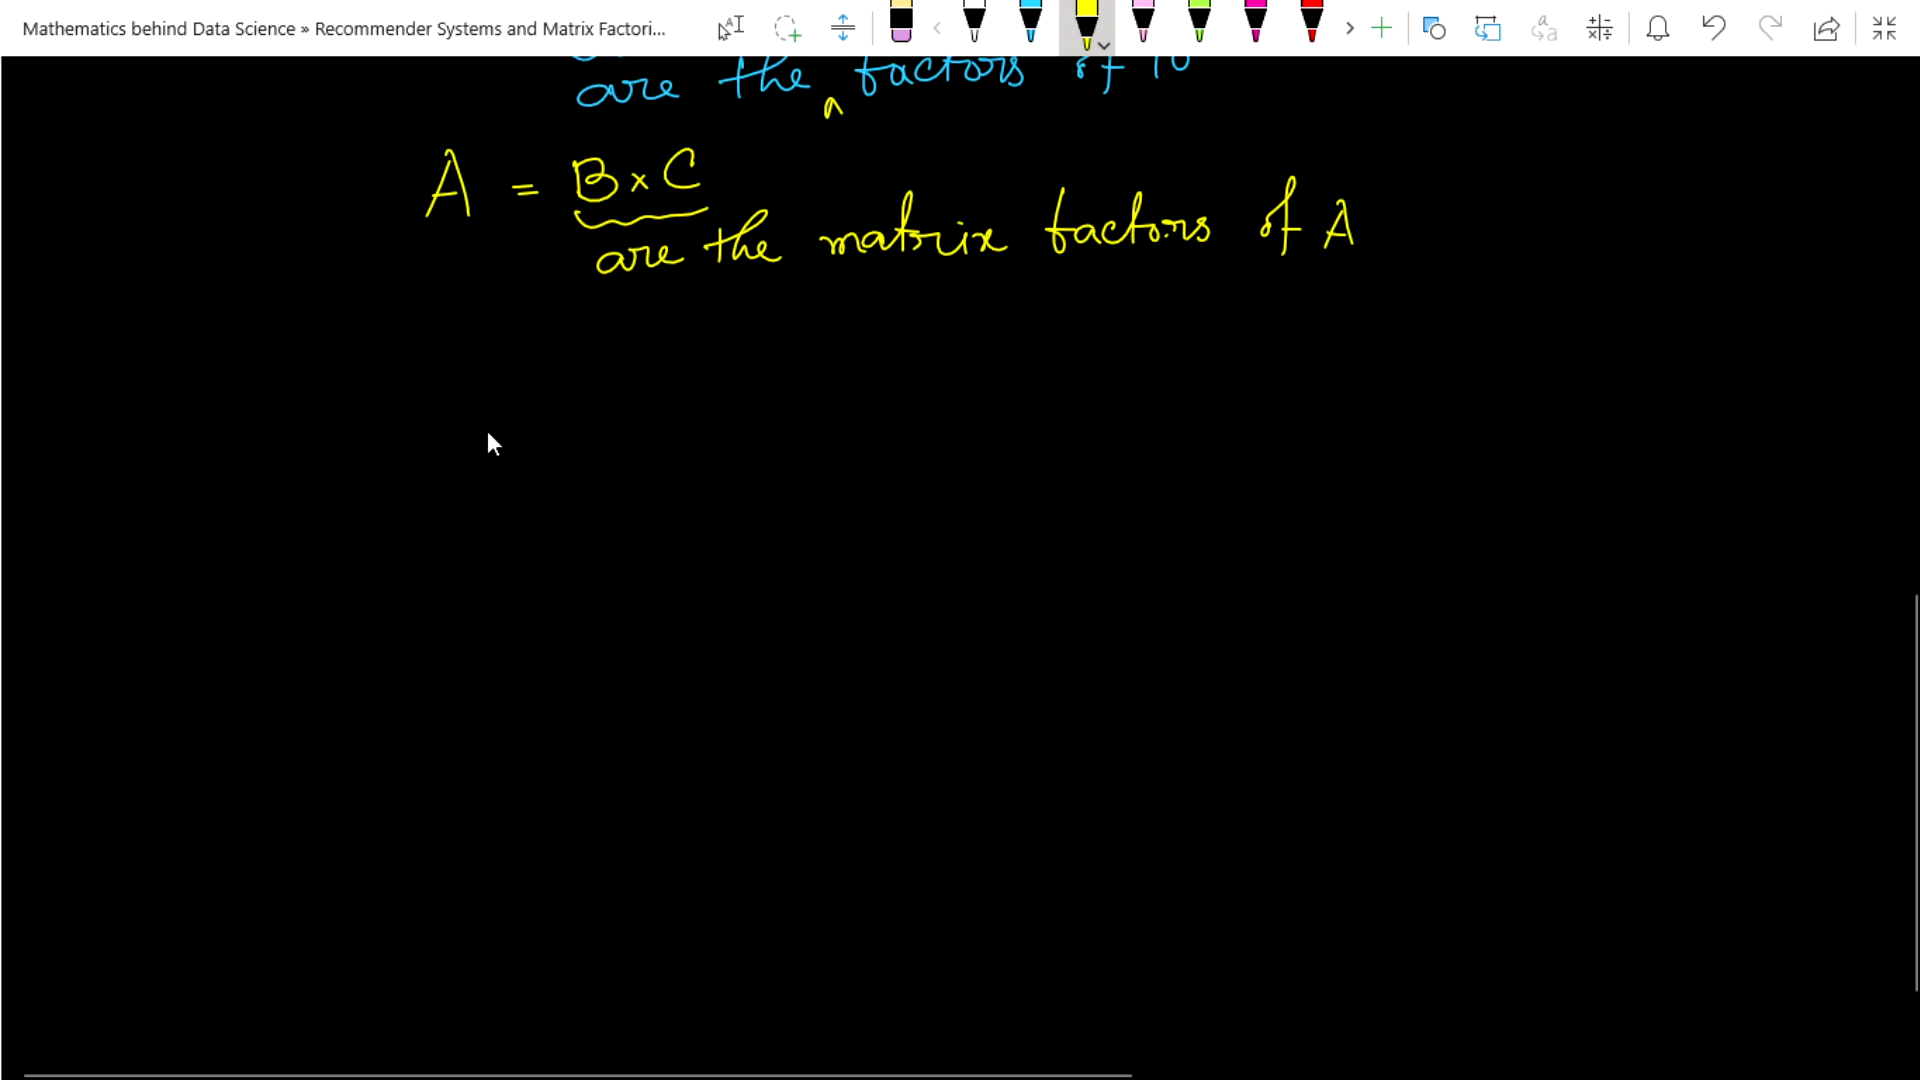 Mathematics behind Data Science » Recommender Systems and Matrix Factori...
are the factors of 10
A = B × C
are the matrix factors of A